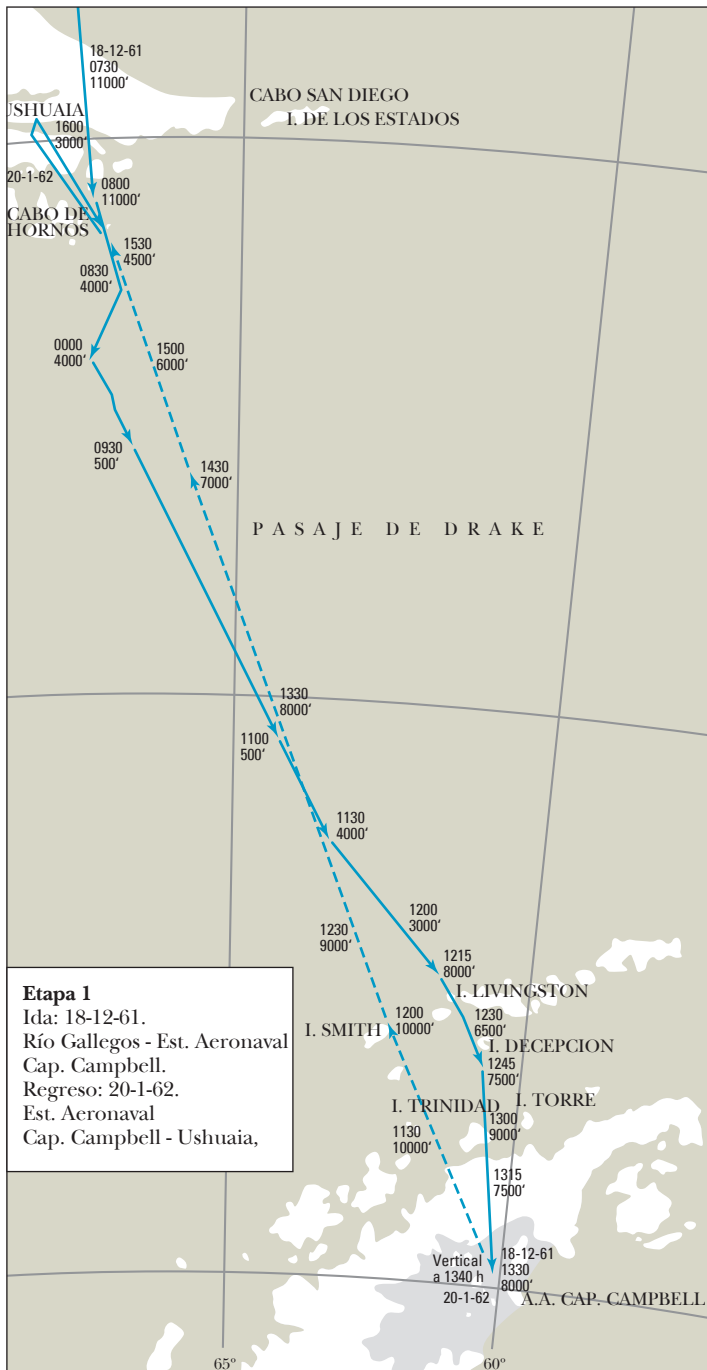 18-12-61
0730
11000‘
CABO SAN DIEGO
I. DE LOS ESTADOS
USHUAIA
1600
3000‘
20-1-62
0800
11000‘
CABO DE
HORNOS
1530
4500‘
0830
4000‘
0000
4000‘
1500
6000‘
0930
500‘
1430
7000‘
PASAJE DE DRAKE
1330
8000‘
1100
500‘
1130
4000‘
1200
3000‘
1230
9000‘
1215
8000‘
I. LIVINGSTON
1200
10000‘
I. SMITH
1230
6500‘
I. DECEPCION
1245
7500‘
I. TRINIDAD
I. TORRE
1300
9000‘
1130
10000‘
1315
7500‘
Vertical
a 1340 h
20-1-62
18-12-61
1330
8000‘
A.A. CAP. CAMPBELL
65º
60º
Etapa 1
Ida: 18-12-61.
Río Gallegos - Est. Aeronaval
Cap. Campbell.
Regreso: 20-1-62.
Est. Aeronaval
Cap. Campbell - Ushuaia,